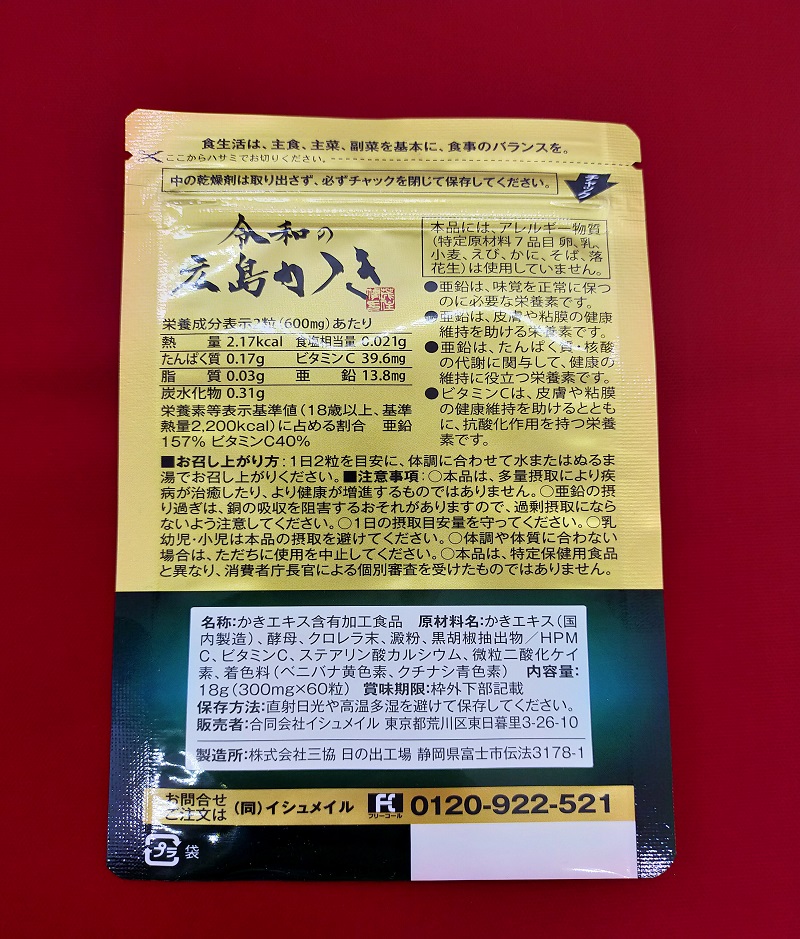 食生活は、主食、主菜、副菜を基本に、食事のバランスを。
ここからハサミでお切りください。
中の乾燥剤は取り出さず、必ずチャックを閉じて保存してください。
チャック
令和の
広島かき
本品には、アレルギー物質
(特定原材料7品目 卵、乳、
小麦、えび、かに、そば、落
花生)は使用していません。
●亜鉛は、味覚を正常に保つ
のに必要な栄養素です。
●亜鉛は、皮膚や粘膜の健康
維持を助ける栄養素です。
●亜鉛は、たんぱく質・核酸
の代謝に関与して、健康の
維持に役立つ栄養素です。
●ビタミンCは、皮膚や粘膜
の健康維持を助けるととも
に、抗酸化作用を持つ栄養
素です。
栄養成分表示2粒(600mg)あたり
熱 量 2.17kcal 食塩相当量 0.021g
たんぱく質 0.17g ビタミンC 39.6mg
脂 質 0.03g 亜 鉛 13.8mg
炭水化物 0.31g
栄養素等表示基準値(18歳以上、基準
熱量2,200kcal)に占める割合 亜鉛
157% ビタミンC40%
■お召し上がり方:1日2粒を目安に、体調に合わせて水またはぬるま
湯でお召し上がりください。■注意事項:○本品は、多量摂取により疾
病が治癒したり、より健康が増進するものではありません。○亜鉛の摂
り過ぎは、銅の吸収を阻害するおそれがありますので、過剰摂取になら
ないよう注意してください。○1日の摂取目安量を守ってください。○乳
幼児・小児は本品の摂取を避けてください。○体調や体質に合わない
場合は、ただちに使用を中止してください。○本品は、特定保健用食品
と異なり、消費者庁長官による個別審査を受けたものではありません。
名称:かきエキス含有加工食品 原材料名:かきエキス(国
内製造)、酵母、クロレラ末、澱粉、黒胡椒抽出物/HPM
C、ビタミンC、ステアリン酸カルシウム、微粒二酸化ケイ
素、着色料(ベニバナ黄色素、クチナシ青色素) 内容量:
18g(300mg×60粒) 賞味期限:枠外下部記載
保存方法:直射日光や高温多湿を避けて保存してください。
販売者:合同会社イシュメイル 東京都荒川区東日暮里3-26-10
製造所:株式会社三協 日の出工場 静岡県富士市伝法3178-1
お問合せ
ご注文は (同)イシュメイル フリーコール 0120-922-521
プラ 袋